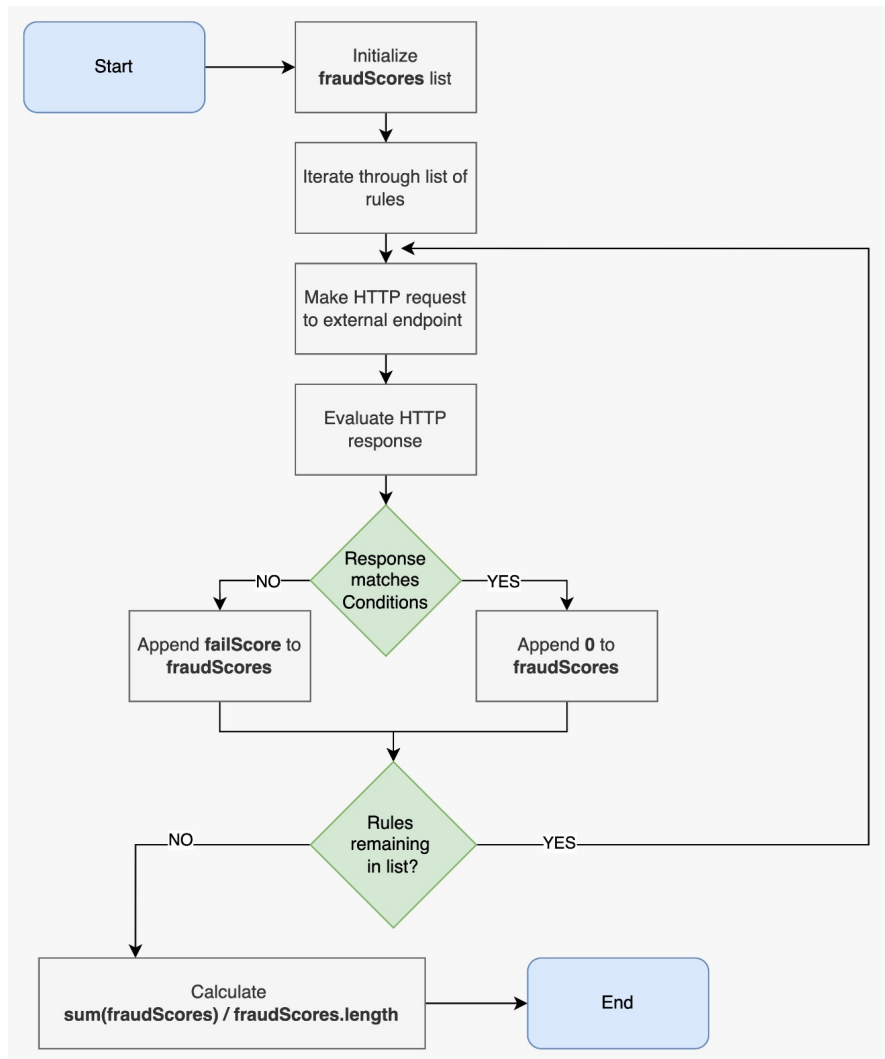 Start
Initialize
fraudScores list
Iterate through list of
rules
Make HTTP request
to external endpoint
Evaluate HTTP
response
Response
matches
Conditions
NO
YES
Append failScore to
fraudScores
Append 0 to
fraudScores
Rules
remaining
in list?
NO
YES
Calculate
sum(fraudScores) / fraudScores.length
End